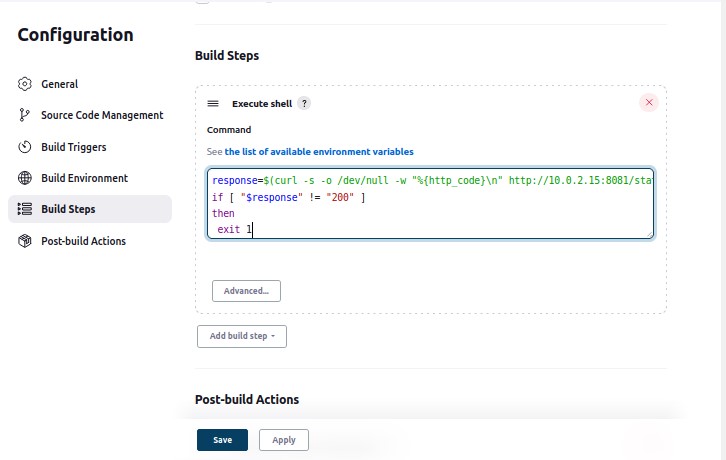 Configuration
General
Source Code Management
Build Triggers
Build Environment
Build Steps
Post-build Actions
Build Steps
Execute shell ?
Command
See the list of available environment variables
response=$(curl -s -o /dev/null -w "%{http_code}\n" http://10.0.2.15:8081/sta
if [ "$response" != "200" ]
then
exit 1
Advanced...
Add build step
Post-build Actions
Save
Apply